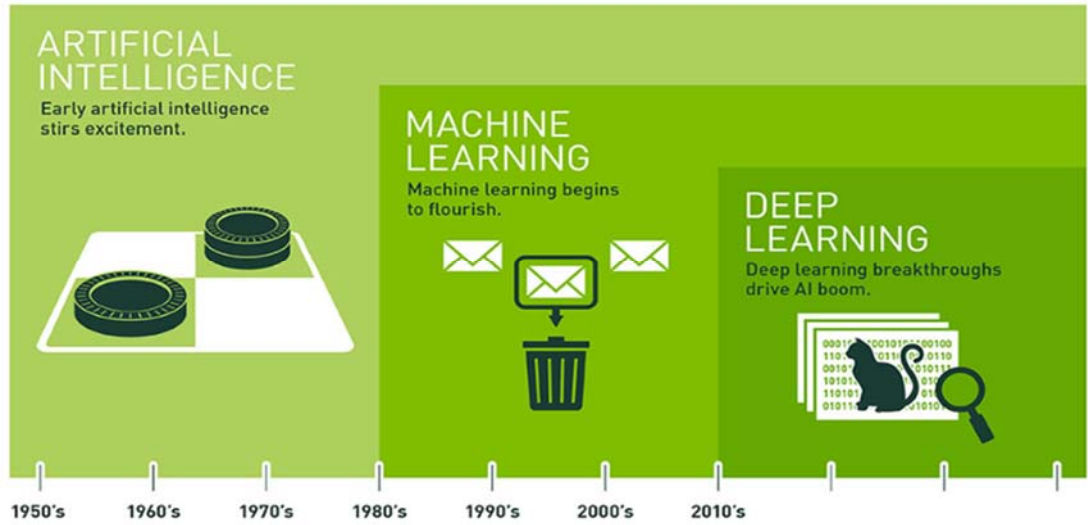 ARTIFICIAL
INTELLIGENCE
Early artificial intelligence
stirs excitement.
MACHINE
LEARNING
Machine learning begins
to flourish.
DEEP
LEARNING
Deep learning breakthroughs
drive AI boom.
1950's 1960's 1970's 1980's 1990's 2000's 2010's